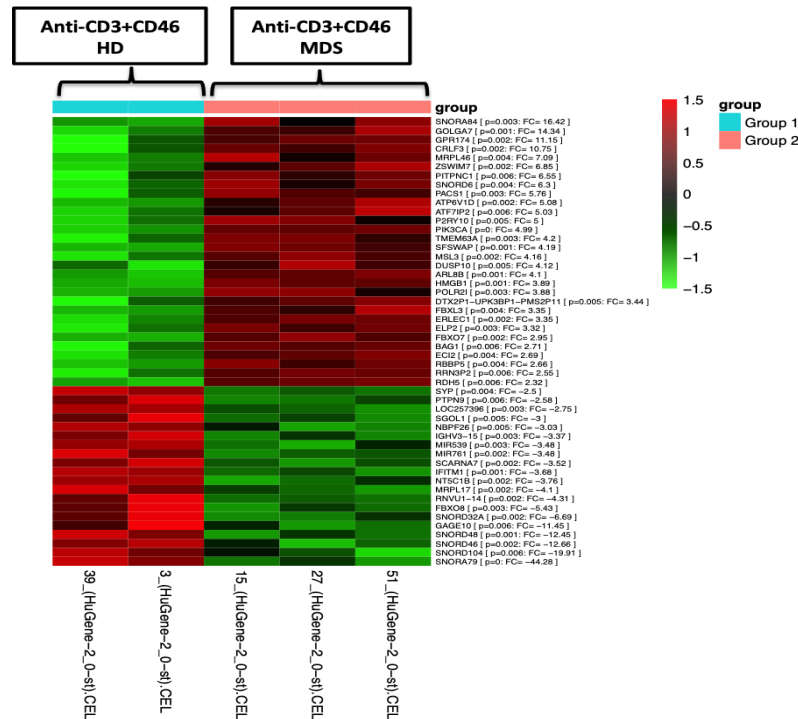 Anti-CD3+CD46
HD
Anti-CD3+CD46
MDS
group
SNORA84 [ p=0.003: FC= 16.42 ]
GOLGA7 [ p=0.001: FC= 14.34 ]
GPR174 [ p=0.002: FC= 11.15 ]
CRLF3 [ p=0.002: FC= 10.75 ]
MRPL46 [ p=0.004: FC= 7.09 ]
ZSWIM7 [ p=0.002: FC= 6.85 ]
PITPNC1 [ p=0.006: FC= 6.55 ]
SNORD6 [ p=0.004: FC= 6.3 ]
PACS1 [ p=0.003: FC= 5.76 ]
ATP6V1D [ p=0.002: FC= 5.08 ]
ATF7IP2 [ p=0.006: FC= 5.03 ]
P2RY10 [ p=0.005: FC= 5 ]
PIK3CA [ p=0: FC= 4.99 ]
TMEM63A [ p=0.003: FC= 4.2 ]
SFSWAP [ p=0.001: FC= 4.19 ]
MSL3 [ p=0.002: FC= 4.16 ]
DUSP10 [ p=0.005: FC= 4.12 ]
ARL8B [ p=0.001: FC= 4.1 ]
HMGB1 [ p=0.001: FC= 3.89 ]
POLR2I [ p=0.003: FC= 3.88 ]
DTX2P1−UPK3BP1−PMS2P11 [ p=0.005: FC= 3.44 ]
FBXL3 [ p=0.004: FC= 3.35 ]
ERLEC1 [ p=0.002: FC= 3.35 ]
ELP2 [ p=0.003: FC= 3.32 ]
FBXO7 [ p=0.002: FC= 2.95 ]
BAG1 [ p=0.006: FC= 2.71 ]
ECI2 [ p=0.004: FC= 2.69 ]
RBBP5 [ p=0.004: FC= 2.66 ]
RRN3P2 [ p=0.006: FC= 2.55 ]
RDH5 [ p=0.006: FC= 2.32 ]
SYP [ p=0.004: FC= −2.5 ]
PTPN9 [ p=0.006: FC= −2.58 ]
LOC257396 [ p=0.003: FC= −2.75 ]
SGOL1 [ p=0.005: FC= −3 ]
NBPF26 [ p=0.005: FC= −3.03 ]
IGHV3−15 [ p=0.003: FC= −3.37 ]
MIR539 [ p=0.003: FC= −3.48 ]
MIR761 [ p=0.002: FC= −3.48 ]
SCARNA7 [ p=0.002: FC= −3.52 ]
IFITM1 [ p=0.001: FC= −3.68 ]
NT5C1B [ p=0.002: FC= −3.76 ]
MRPL17 [ p=0.002: FC= −4.1 ]
RNVU1−14 [ p=0.002: FC= −4.31 ]
FBXO8 [ p=0.003: FC= −5.43 ]
SNORD32A [ p=0.002: FC= −6.69 ]
GAGE10 [ p=0.006: FC= −11.45 ]
SNORD48 [ p=0.001: FC= −12.45 ]
SNORD46 [ p=0.002: FC= −12.66 ]
SNORD104 [ p=0.006: FC= −19.91 ]
SNORA79 [ p=0: FC= −44.28 ]
39_(HuGene−2_0−st).CEL
3_(HuGene−2_0−st).CEL
15_(HuGene−2_0−st).CEL
27_(HuGene−2_0−st).CEL
51_(HuGene−2_0−st).CEL
1.5
1
0.5
0
−0.5
−1
−1.5
group
Group 1
Group 2